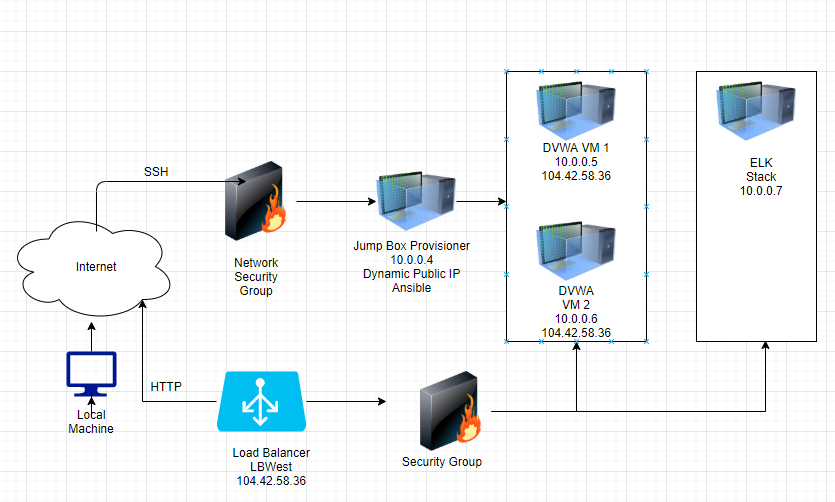 SSH
Internet
Network
Security
Group
Jump Box Provisioner
10.0.0.4
Dynamic Public IP
Ansible
DVWA VM 1
10.0.0.5
104.42.58.36
DVWA
VM 2
10.0.0.6
104.42.58.36
ELK
Stack
10.0.0.7
HTTP
Local
Machine
Load Balancer
LBWest
104.42.58.36
Security Group